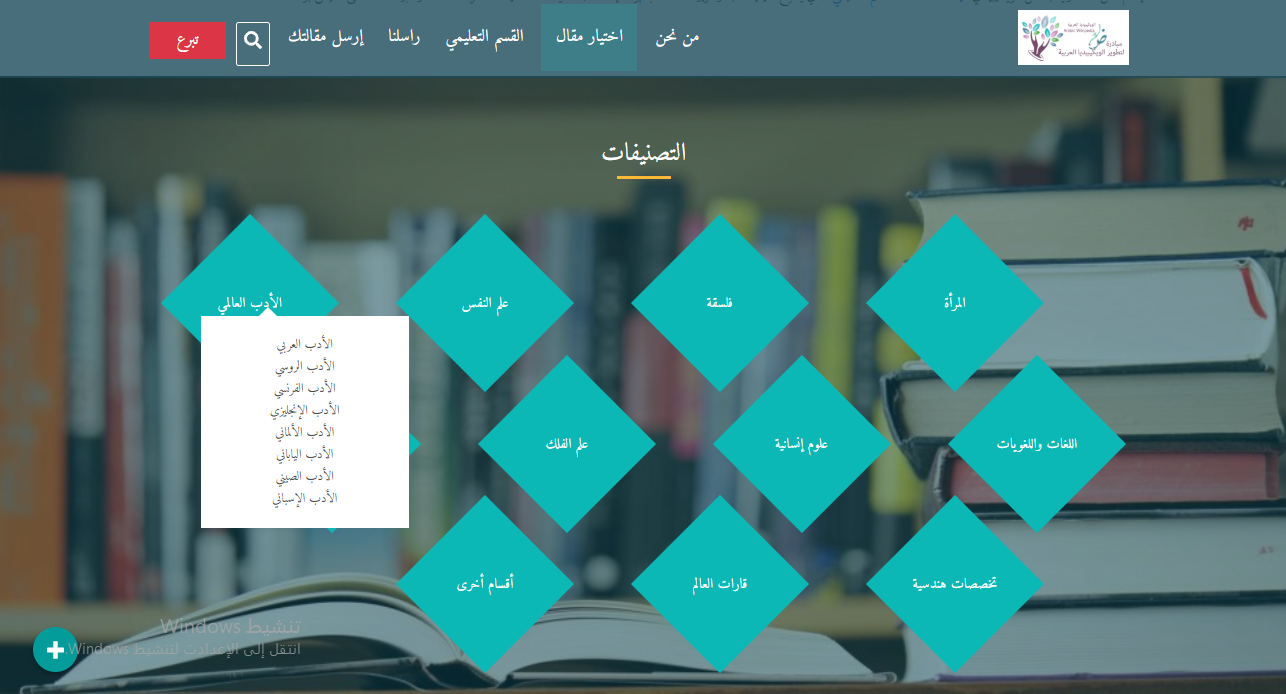 الويكيبيديا العربية
Arabic Wikipedia
مبادرة
لتطوير الويكيبيديا العربية
من نحن
اختيار مقال
القسم التعليمي
راسلنا
إرسل مقالتك
تبرع
التصنيفات
المرأة
فلسفة
علم النفس
الأدب العالمي
الأدب العربي
الأدب الروسي
الأدب الفرنسي
الأدب الإنجليزي
الأدب الألماني
الأدب الياباني
الأدب الصيني
الأدب الإسباني
اللغات واللغويات
علوم إنسانية
علم الفلك
تخصصات هندسية
قارات العالم
أقسام أخرى
تنشيط Windows
انتقل إلى الإعدادت لتنشيط Windows